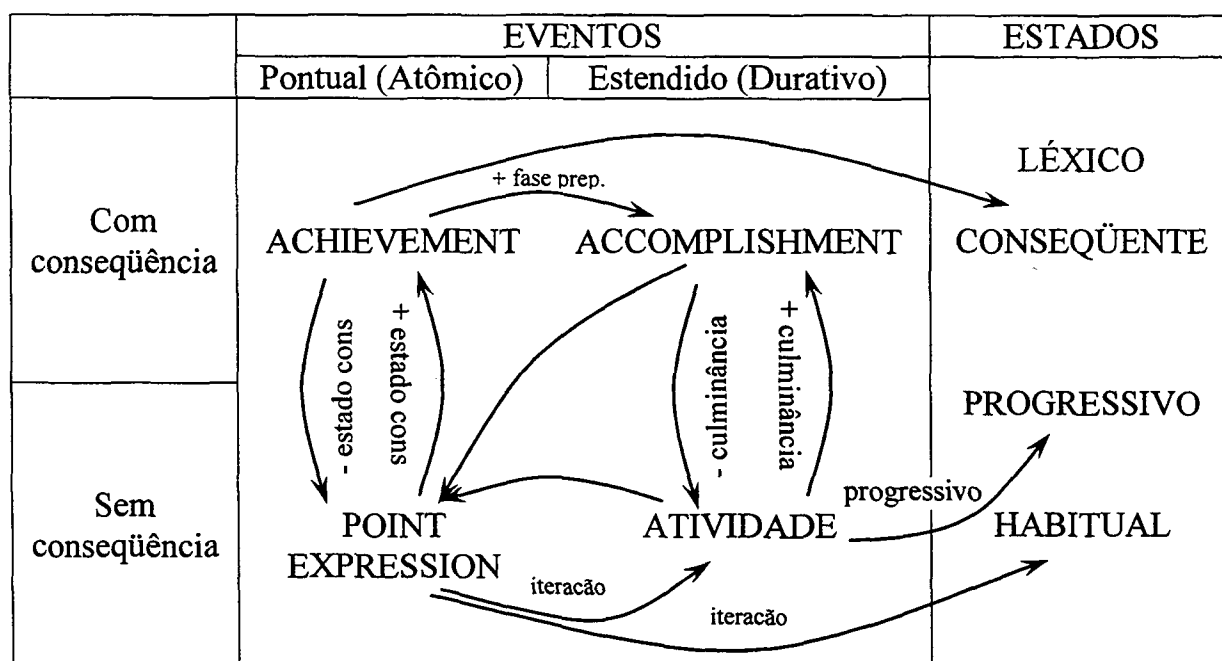 EVENTOS
ESTADOS
Pontual (Atômico)
Estendido (Durativo)
LÉXICO
+ fase prep.
Com
conseqüência
ACHIEVEMENT
ACCOMPLISHMENT
CONSEQÜENTE
- estado cons
+ estado cons
- culminância
+ culminância
PROGRESSIVO
progressivo
Sem
conseqüência
POINT
EXPRESSION
ATIVIDADE
HABITUAL
iteracão
iteracão